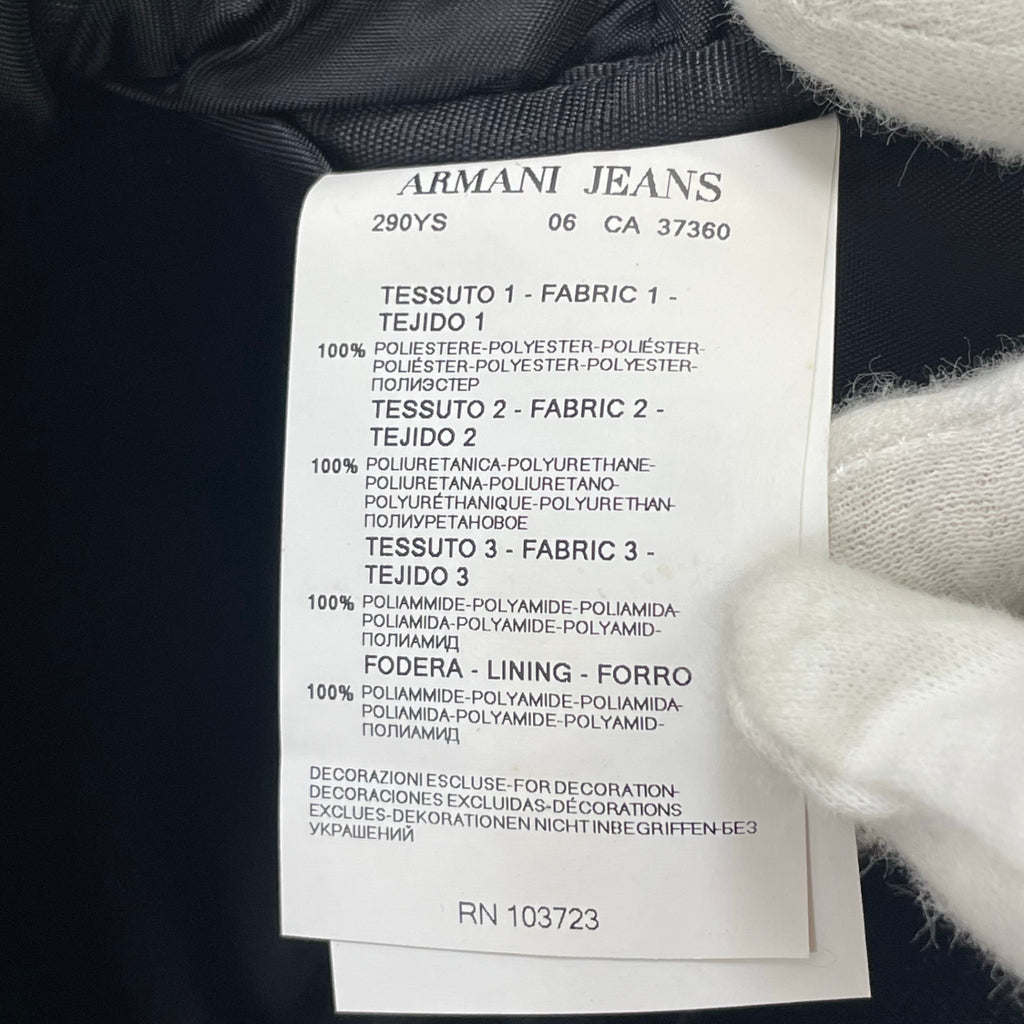 ARMANI JEANS
290YS 06 CA 37360
TESSUTO 1 - FABRIC 1 -
TEJIDO 1
100% POLIESTERE-POLYESTER-POLIÉSTER-
POLIÉSTER-POLYESTER-POLYESTER-
ПОЛИЭСТЕР
TESSUTO 2 - FABRIC 2 -
TEJIDO 2
100% POLIURETANICA-POLYURETHANE-
POLIURETANA-POLIURETANO-
POLYURÉTHANIQUE-POLYURETHAN-
ПОЛИУРЕТАНОВОЕ
TESSUTO 3 - FABRIC 3 -
TEJIDO 3
100% POLIAMMIDE-POLYAMIDE-POLIAMIDA-
POLIAMIDA-POLYAMIDE-POLYAMID-
ПОЛИАМИД
FODERA - LINING - FORRO
100% POLIAMMIDE-POLYAMIDE-POLIAMIDA-
POLIAMIDA-POLYAMIDE-POLYAMID-
ПОЛИАМИД
DECORAZIONI ESCLUSE-FOR DECORATION-
DECORACIONES EXCLUIDAS-DÉCORATIONS
EXCLUES-DEKORATIONEN NICHT INBEGRIFFEN-БЕЗ
УКРАШЕНИЙ
RN 103723